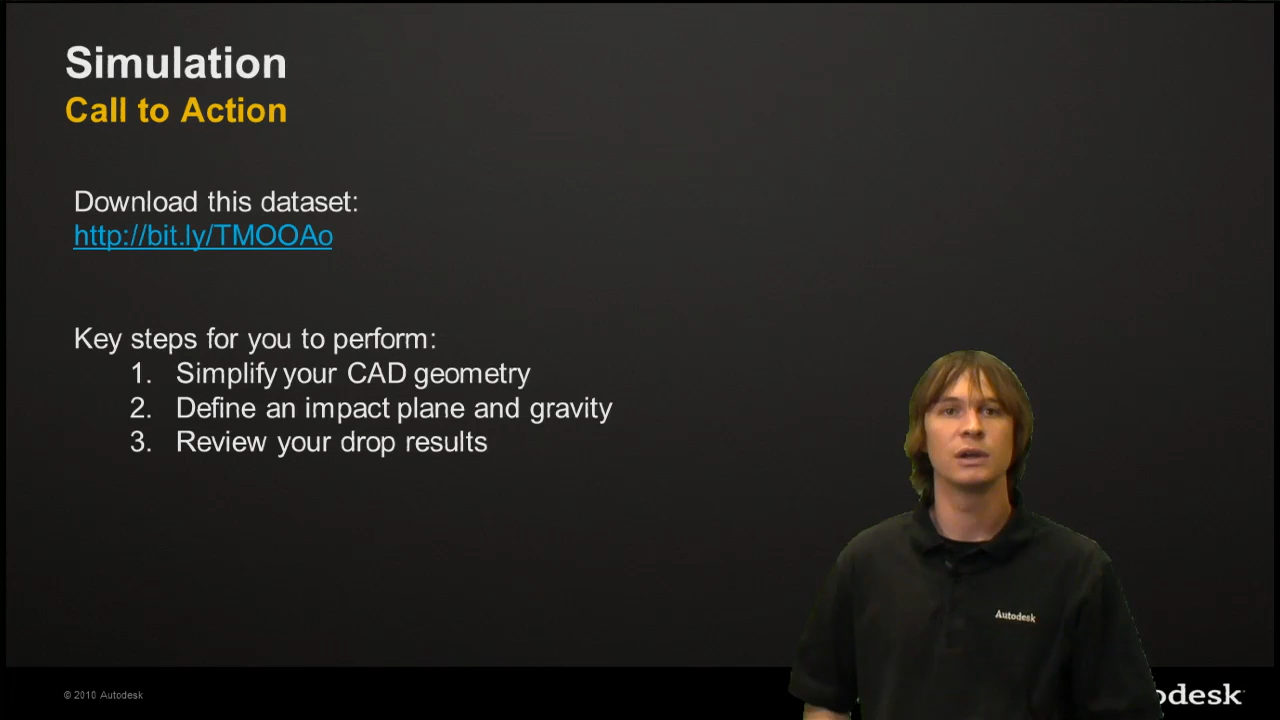 Simulation
Call to Action
Download this dataset:
http://bit.ly/TMOOAo
Key steps for you to perform:
1. Simplify your CAD geometry
2. Define an impact plane and gravity
3. Review your drop results
Autodesk
© 2010 Autodesk
odesk